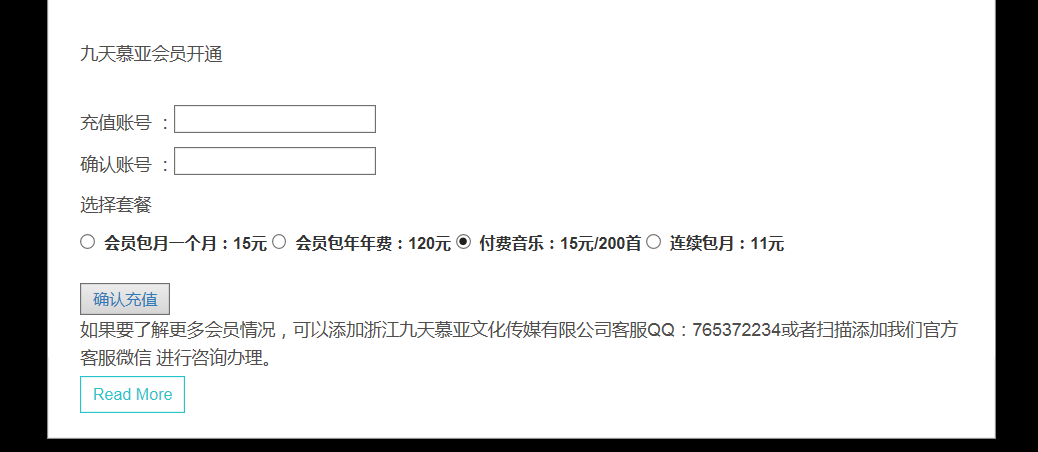 九天慕亚会员开通
充值账号 ：
确认账号 ：
选择套餐
会员包月一个月：15元 会员包年年费：120元 付费音乐：15元/200首 连续包月：11元
确认充值
如果要了解更多会员情况，可以添加浙江九天慕亚文化传媒有限公司客服QQ：765372234或者扫描添加我们官方
客服微信 进行咨询办理。
Read More